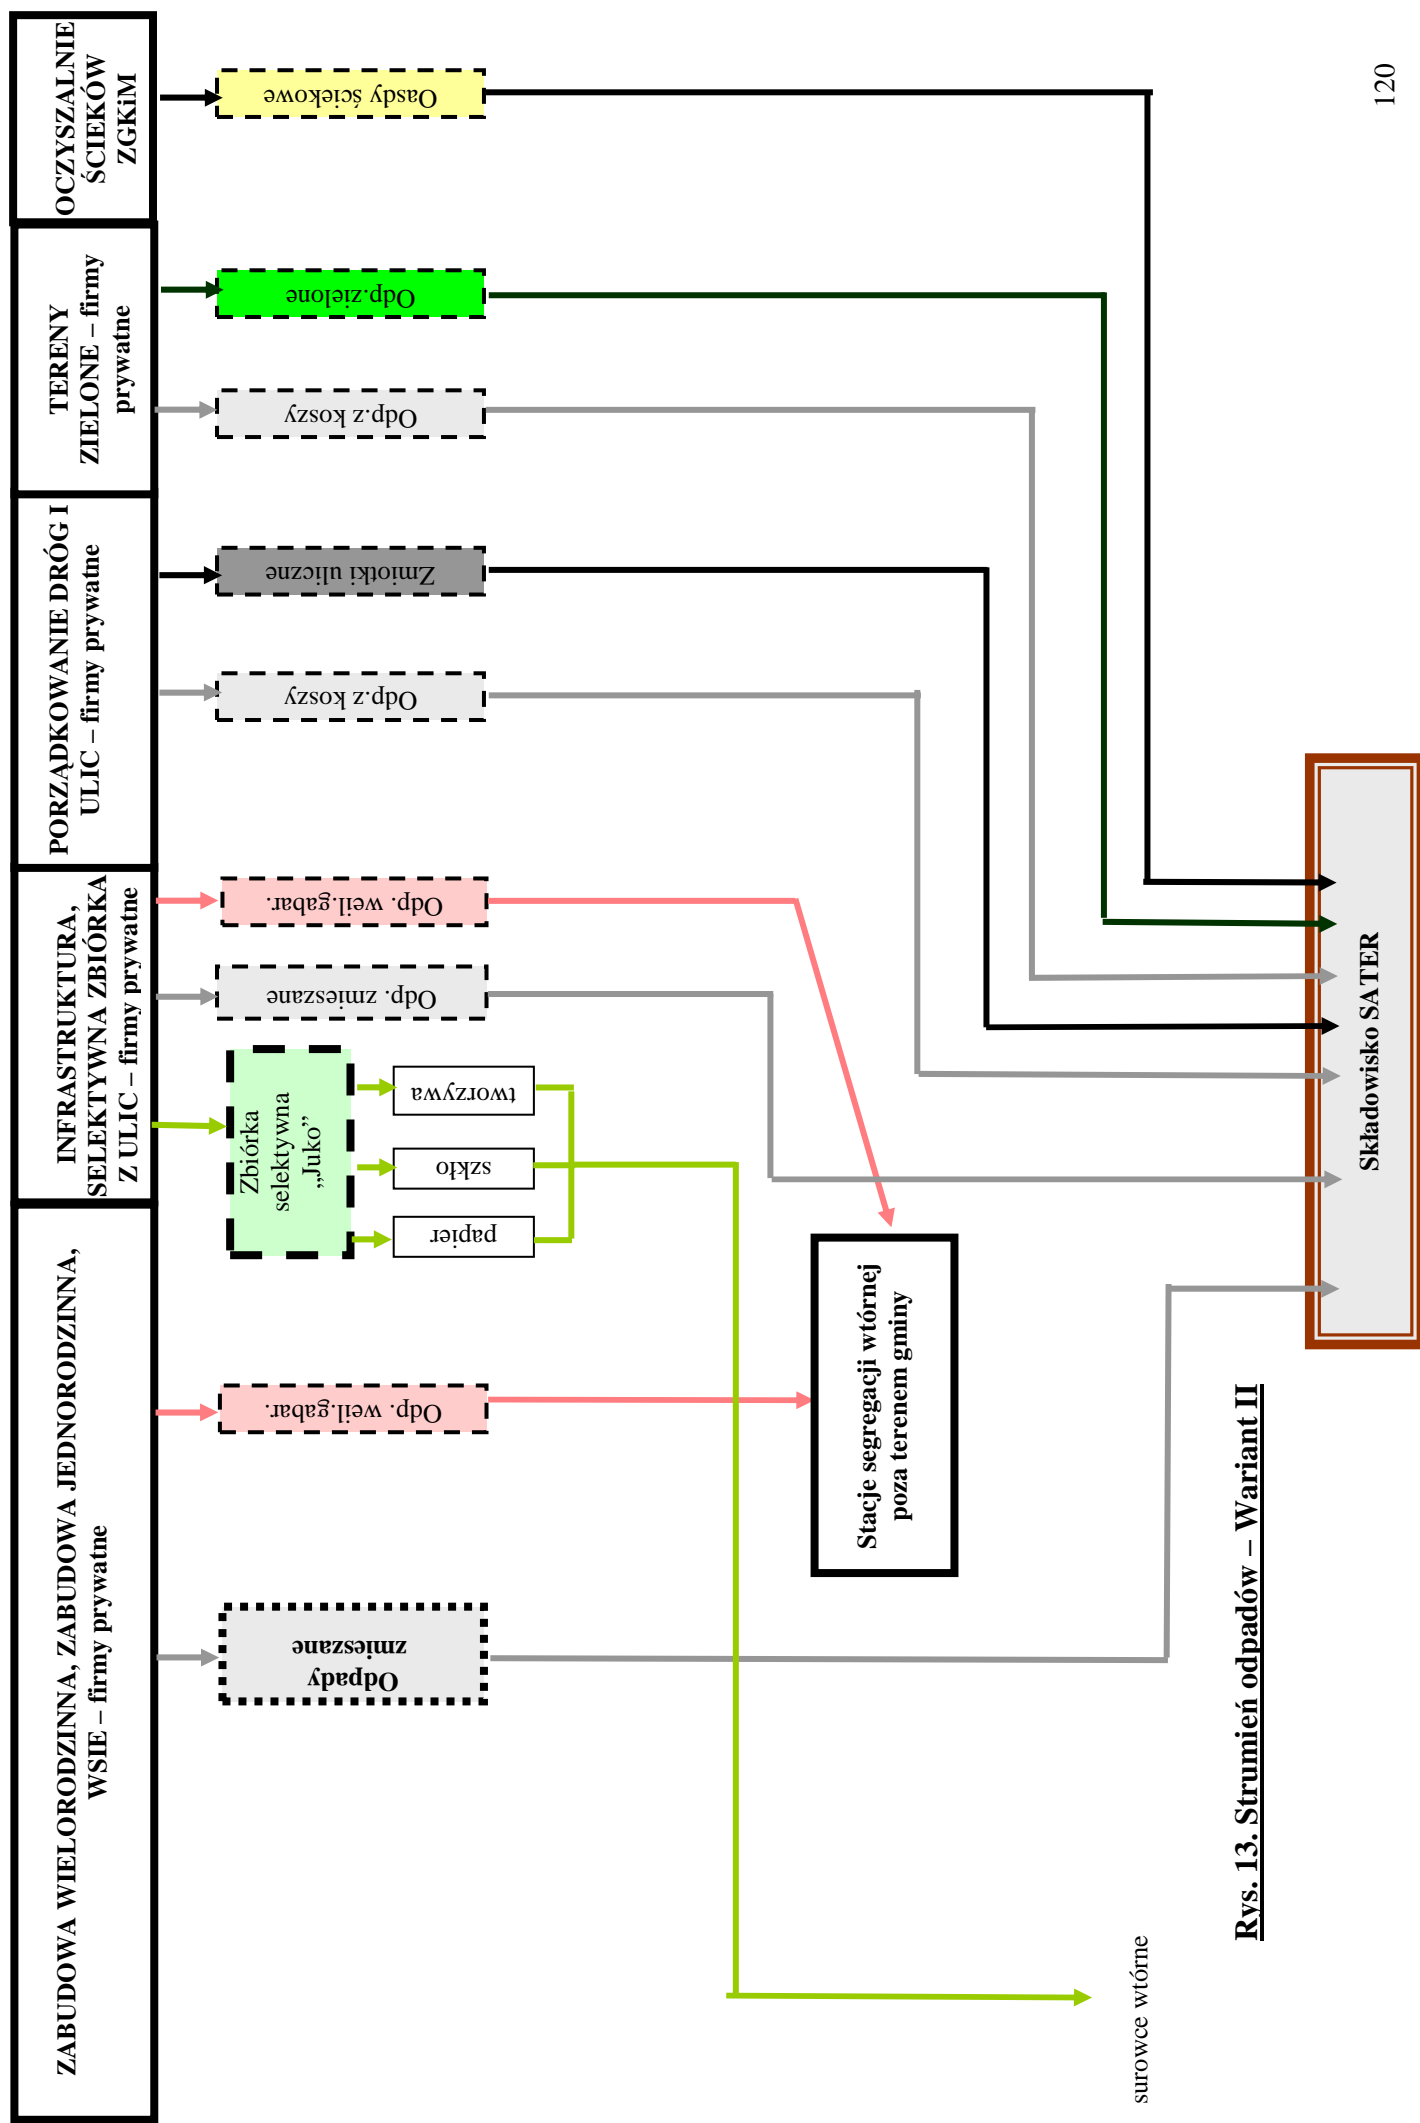 ZABUDOWA WIELORODZINNA, ZABUDOWA JEDNORODZINNA,
WSIE – firmy prywatne
INFRASTRUKTURA,
SELEKTYWNA ZBIÓRKA
Z ULIC – firmy prywatne
PORZĄDKOWANIE DRÓG I
ULIC – firmy prywatne
TERENY
ZIELONE – firmy
prywatne
OCZYSZALNIE
ŚCIEKÓW
ZGKiM
Odpady
zmieszane
Odp. weil.gabar.
Zbiórka
selektywna
„Juko”
papier
szkło
tworzywa
Odp. zmieszane
Odp. weil.gabar.
Odp.z koszy
Zmiotki uliczne
Odp.z koszy
Odp.zielone
Oasdy ściekowe
Stacje segregacji wtórnej
poza terenem gminy
surowce wtórne
Składowisko SATER
Rys. 13. Strumień odpadów – Wariant II
120